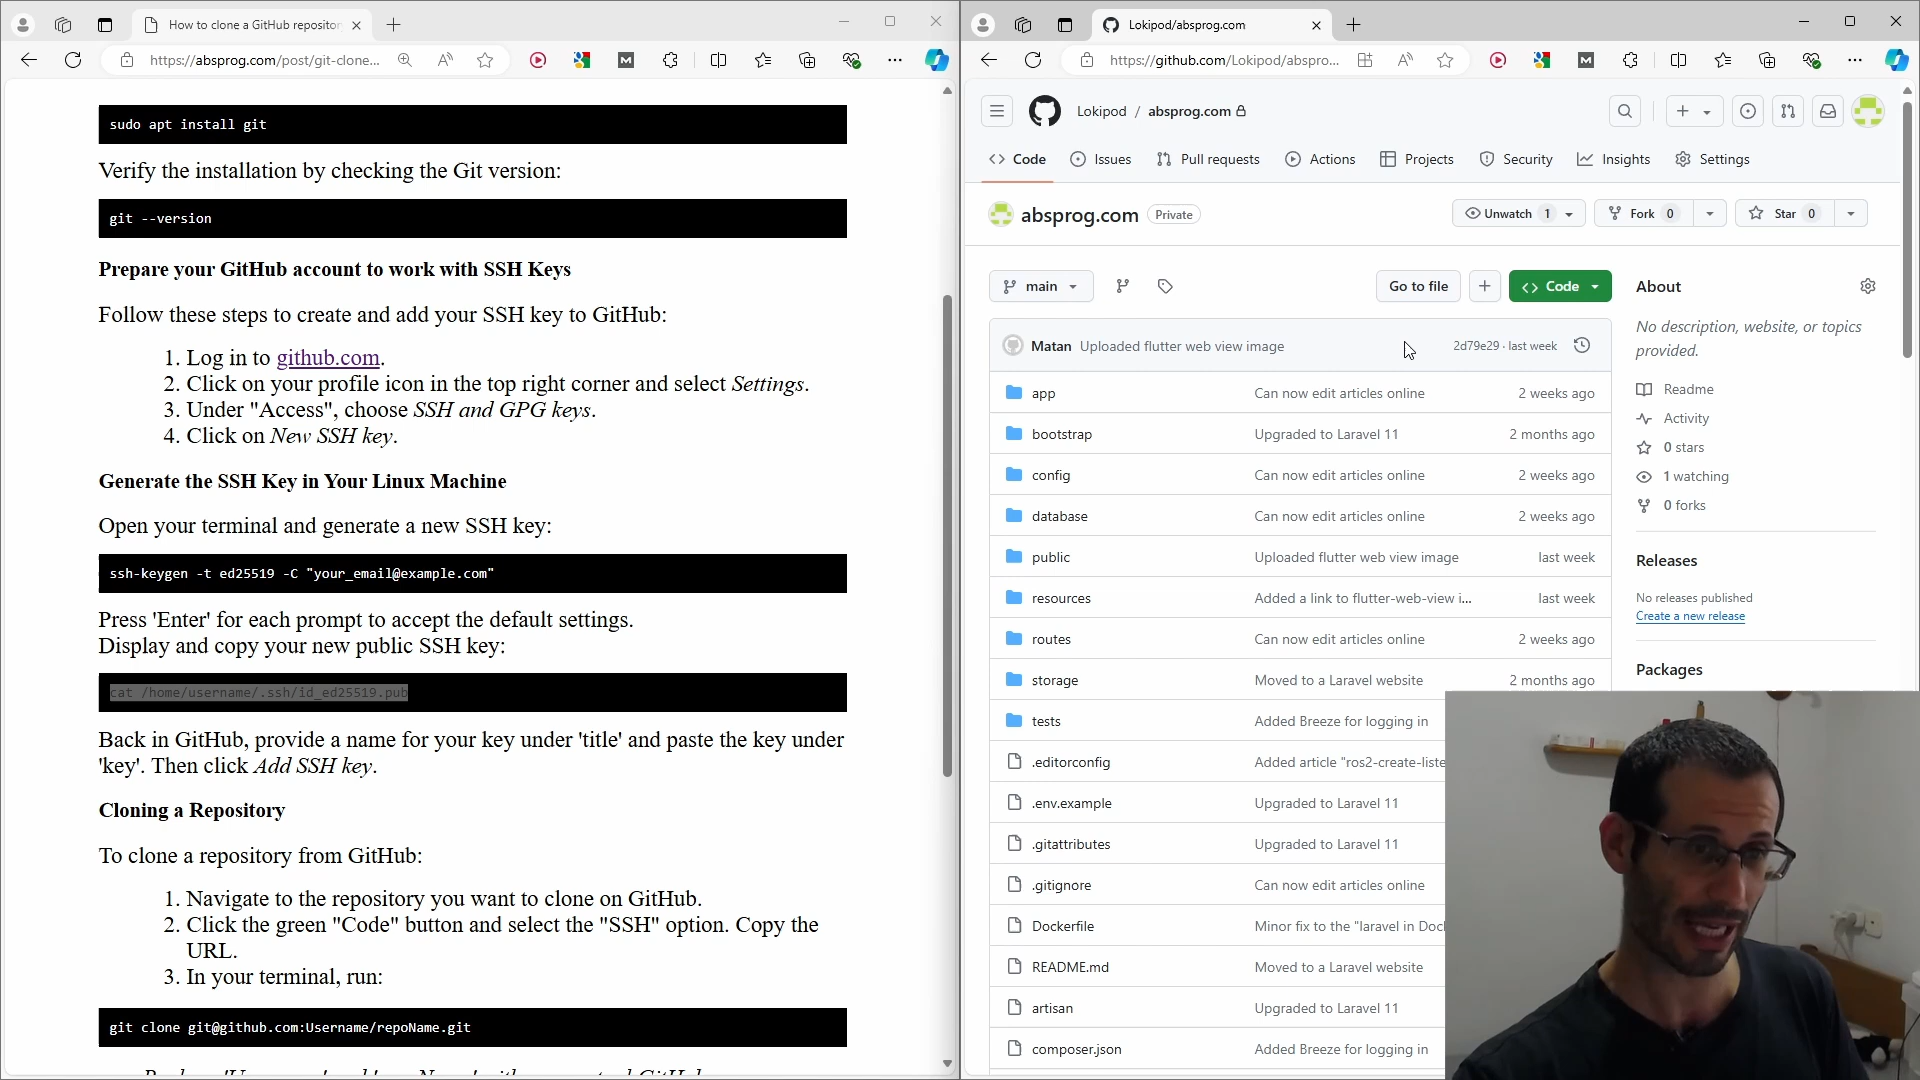 How to clone a GitHub repositor
https://absprog.com/post/git-clone...
sudo apt install git
Verify the installation by checking the Git version:
git --version
Prepare your GitHub account to work with SSH Keys
Follow these steps to create and add your SSH key to GitHub:
1. Log in to github.com.
2. Click on your profile icon in the top right corner and select Settings.
3. Under "Access", choose SSH and GPG keys.
4. Click on New SSH key.
Generate the SSH Key in Your Linux Machine
Open your terminal and generate a new SSH key:
ssh-keygen -t ed25519 -C "your_email@example.com"
Press 'Enter' for each prompt to accept the default settings.
Display and copy your new public SSH key:
cat /home/username/.ssh/id_ed25519.pub
Back in GitHub, provide a name for your key under 'title' and paste the key under
'key'. Then click Add SSH key.
Cloning a Repository
To clone a repository from GitHub:
1. Navigate to the repository you want to clone on GitHub.
2. Click the green "Code" button and select the "SSH" option. Copy the
URL.
3. In your terminal, run:
git clone git@github.com:Username/repoName.git
Lokipod/absprog.com
https://github.com/Lokipod/abspro...
Lokipod / absprog.com
Code Issues Pull requests Actions Projects Security Insights Settings
absprog.com Private Unwatch 1 Fork 0 Star 0
main Go to file Code
Matan Uploaded flutter web view image 2d79e29 · last week
app Can now edit articles online 2 weeks ago
bootstrap Upgraded to Laravel 11 2 months ago
config Can now edit articles online 2 weeks ago
database Can now edit articles online 2 weeks ago
public Uploaded flutter web view image last week
resources Added a link to flutter-web-view i... last week
routes Can now edit articles online 2 weeks ago
storage Moved to a Laravel website 2 months ago
tests Added Breeze for logging in
.editorconfig Added article "ros2-create-liste
.env.example Upgraded to Laravel 11
.gitattributes Upgraded to Laravel 11
.gitignore Can now edit articles online
Dockerfile Minor fix to the "laravel in Doc
README.md Moved to a Laravel website
artisan Upgraded to Laravel 11
composer.json Added Breeze for logging in
About
No description, website, or topics
provided.
Readme
Activity
0 stars
1 watching
0 forks
Releases
No releases published
Create a new release
Packages